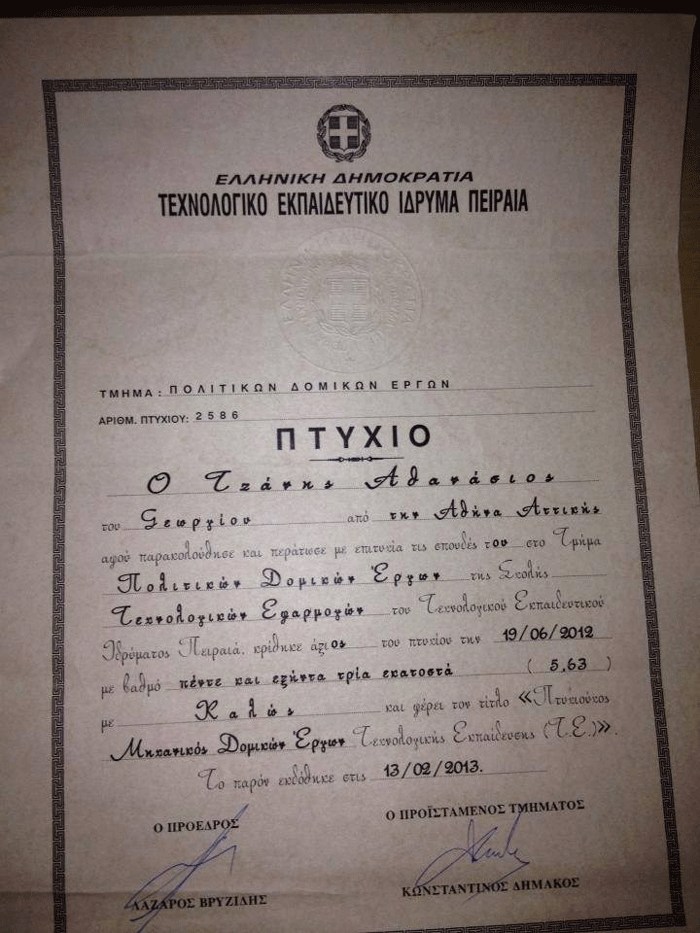 ΕΛΛΗΝΙΚΗ ΔΗΜΟΚΡΑΤΙΑ
ΤΕΧΝΟΛΟΓΙΚΟ ΕΚΠΑΙΔΕΥΤΙΚΟ ΙΔΡΥΜΑ ΠΕΙΡΑΙΑ
ΤΜΗΜΑ: ΠΟΛΙΤΙΚΩΝ ΔΟΜΙΚΩΝ ΕΡΓΩΝ
ΑΡΙΘΜ. ΠΤΥΧΙΟΥ: 2586
ΠΤΥΧΙΟ
Ο Τζάνης Αθανάσιος
του Γεωργίου από την Αθήνα Αττικής
αφού παρακολούθησε και περάτωσε με επιτυχία τις σπουδές του στο Τμήμα
Πολιτικών Δομικών Έργων της Σχολής
Τεχνολογικών Εφαρμογών του Τεχνολογικού Εκπαιδευτικού
Ιδρύματος Πειραιά, κρίθηκε άξιος του πτυχίου την 19/06/2012
με βαθμό πέντε και εξήντα τρία εκατοστά (5,63)
με Καλώς και φέρει τον τίτλο «Πτυχιούχος
Μηχανικός Δομικών Έργων Τεχνολογικής Εκπαίδευσης (Τ.Ε.)».
Το παρόν εκδόθηκε στις 13/02/2013.
Ο ΠΡΟΕΔΡΟΣ Ο ΠΡΟΪΣΤΑΜΕΝΟΣ ΤΜΗΜΑΤΟΣ
ΛΑΖΑΡΟΣ ΒΡΥΖΙΔΗΣ ΚΩΝΣΤΑΝΤΙΝΟΣ ΔΗΜΑΚΟΣ